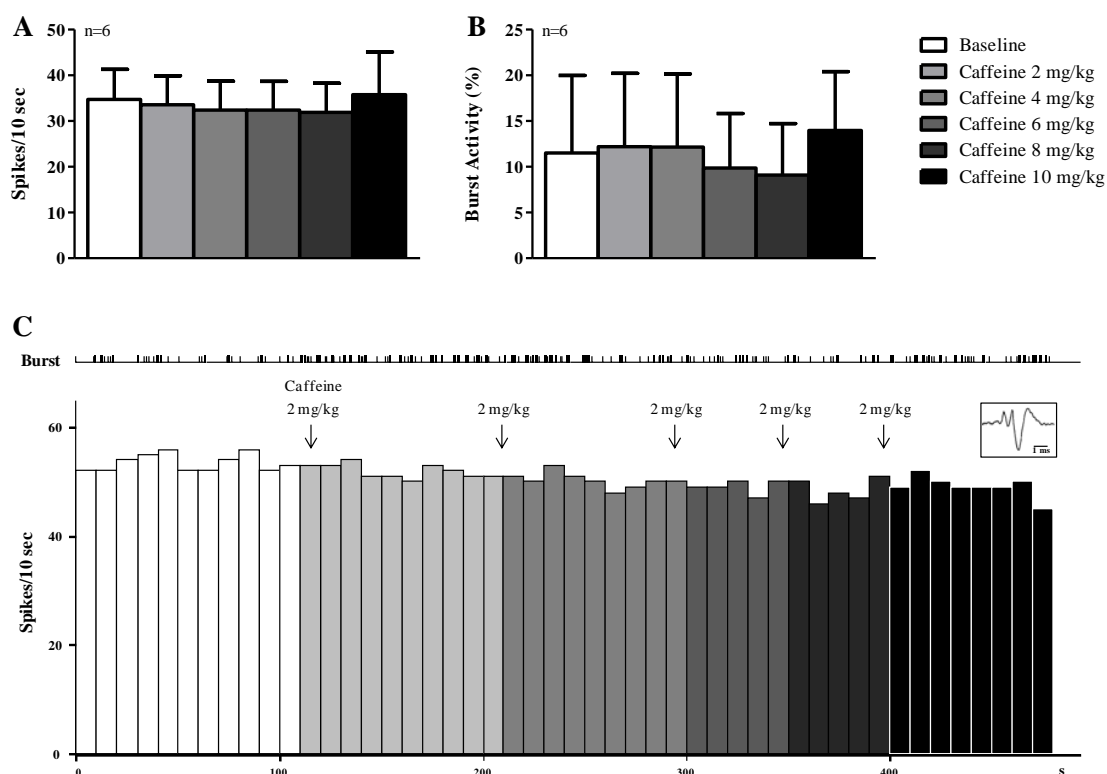 A
n=6
50
40
30
20
10
0
Spikes/10 sec
B
n=6
25
20
15
10
5
0
Burst Activity (%)
Baseline
Caffeine 2 mg/kg
Caffeine 4 mg/kg
Caffeine 6 mg/kg
Caffeine 8 mg/kg
Caffeine 10 mg/kg
C
Burst
Caffeine
2 mg/kg 2 mg/kg 2 mg/kg 2 mg/kg 2 mg/kg
1 ms
60
40
20
0
Spikes/10 sec
0 100 200 300 400 s